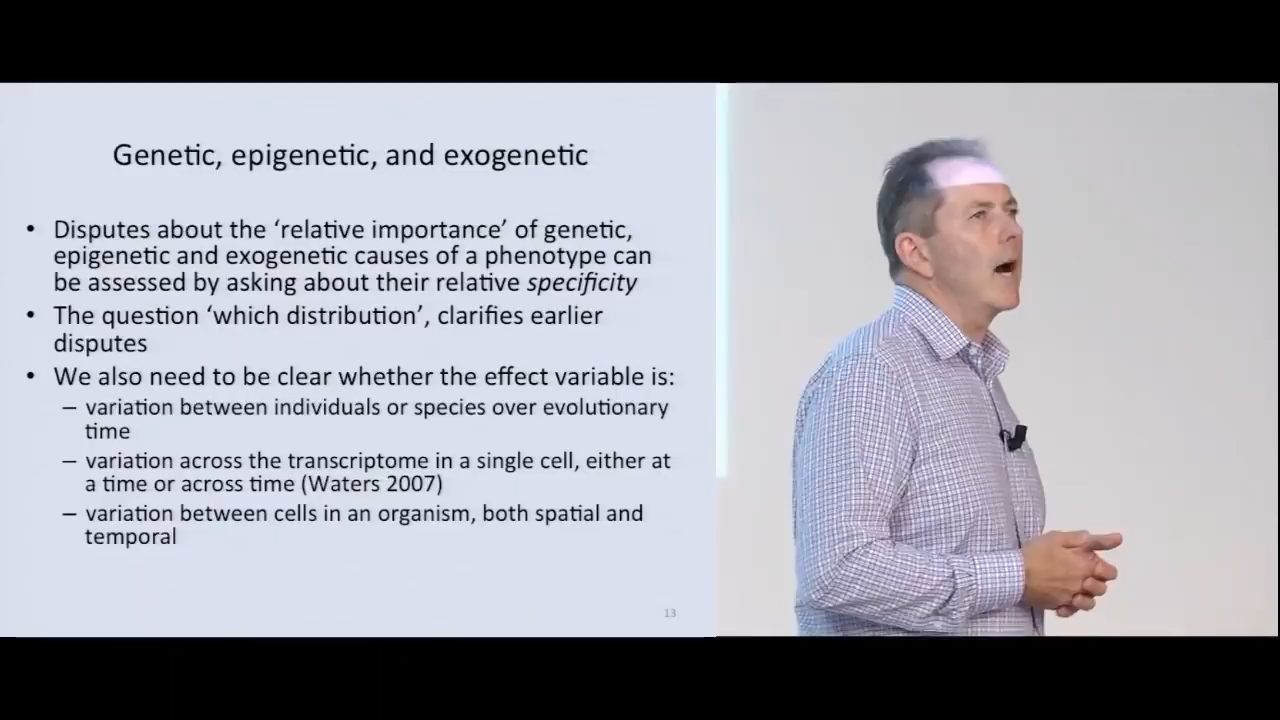 Genetic, epigenetic, and exogenetic
• Disputes about the ‘relative importance’ of genetic,
epigenetic and exogenetic causes of a phenotype can
be assessed by asking about their relative specificity
• The question ‘which distribution’, clarifies earlier
disputes
• We also need to be clear whether the effect variable is:
– variation between individuals or species over evolutionary
time
– variation across the transcriptome in a single cell, either at
a time or across time (Waters 2007)
– variation between cells in an organism, both spatial and
temporal
13